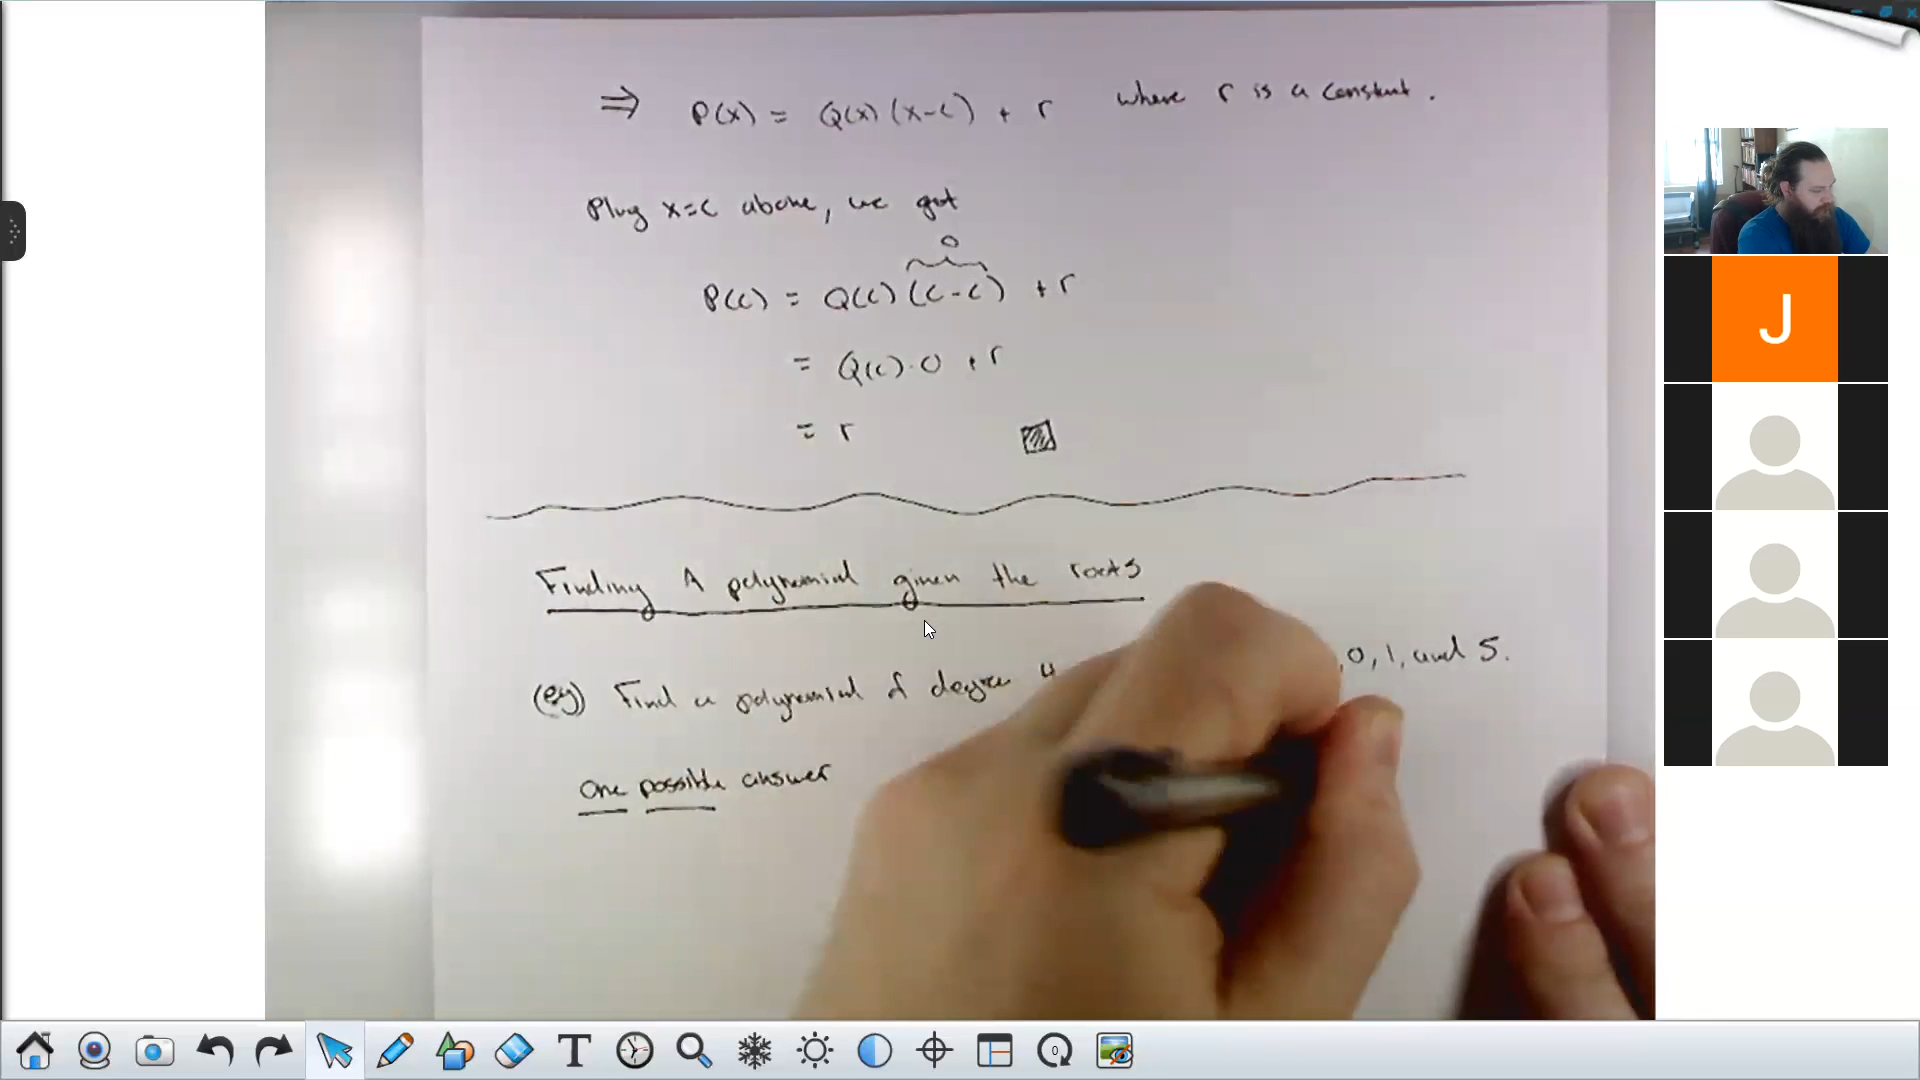 ⇒ P(x) = Q(x)(x-c) + r where r is a constant.
Plug x=c above, we get
0
P(c) = Q(c)(c-c) + r
= Q(c)·0 + r
= r
Finding A polynomial given the roots
(eg) Find a polynomial of degree 4 , 0, 1, and 5.
One possible answer
J
T
0